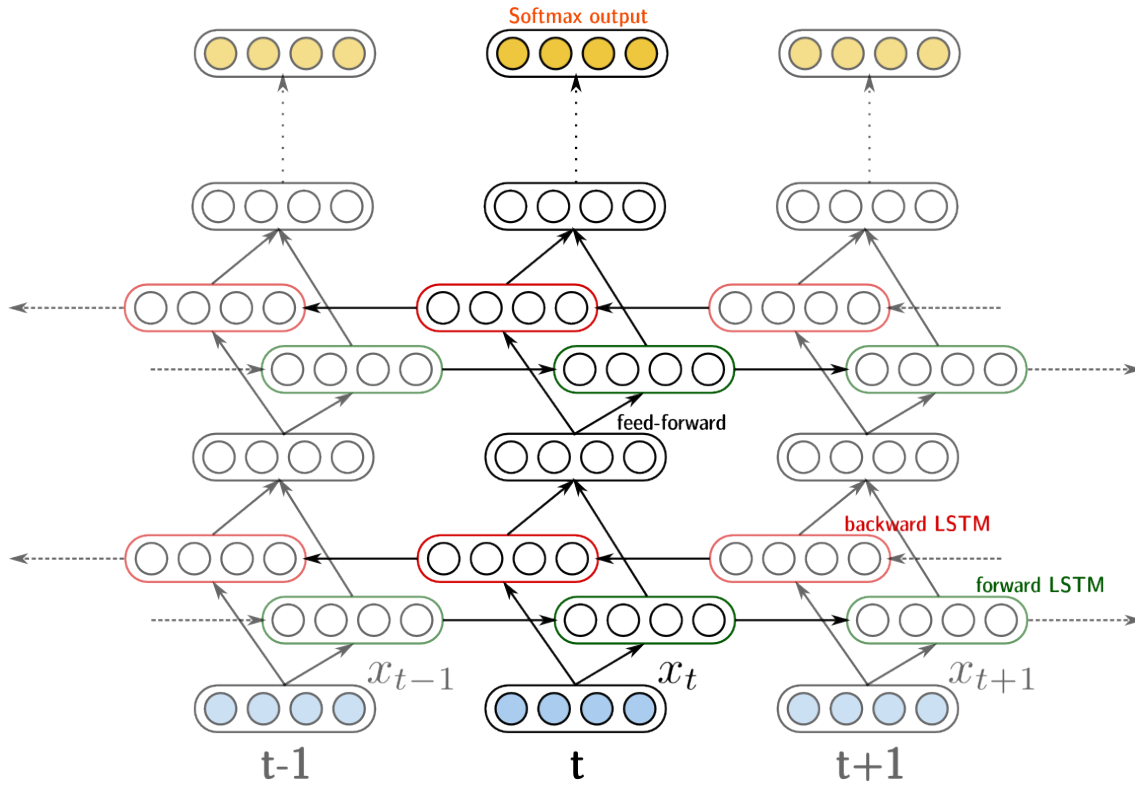 Softmax output
feed-forward
backward LSTM
forward LSTM
x_{t-1}
x_t
x_{t+1}
t-1
t
t+1